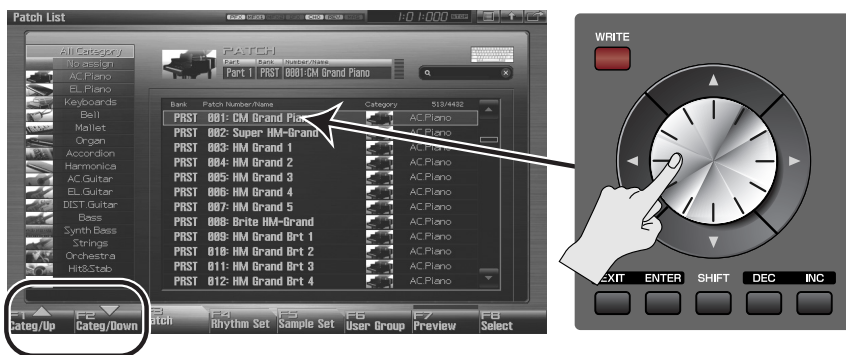 Patch List
PFX MFX1 CHO REV 1:01:000
All Category
No assign
AC.Piano
EL.Piano
Keyboards
Bell
Mallet
Organ
Accordion
Harmonica
AC.Guitar
EL.Guitar
DIST.Guitar
Bass
Synth Bass
Strings
Orchestra
Hit&Stab
PATCH
Part Bank Number/Name
Part 1 PRST 0001:CM Grand Piano
Bank Patch Number/Name Category 513/4432
PRST 001: CM Grand AC.Piano
PRST 002: Super HM-Grand AC.Piano
PRST 003: HM Grand 1 AC.Piano
PRST 004: HM Grand 2 AC.Piano
PRST 005: HM Grand 3 AC.Piano
PRST 006: HM Grand 4 AC.Piano
PRST 007: HM Grand 5 AC.Piano
PRST 008: Brite HM-Grand AC.Piano
PRST 009: HM Grand Brt 1 AC.Piano
PRST 010: HM Grand Brt 2 AC.Piano
PRST 011: HM Grand Brt 3 AC.Piano
PRST 012: HM Grand Brt 4 AC.Piano
F1 F2 F3 F4 F5 F6 F7 F8
Categ/Up Categ/Down Patch Rhythm Set Sample Set User Group Preview Select
WRITE
EXIT ENTER SHIFT DEC INC